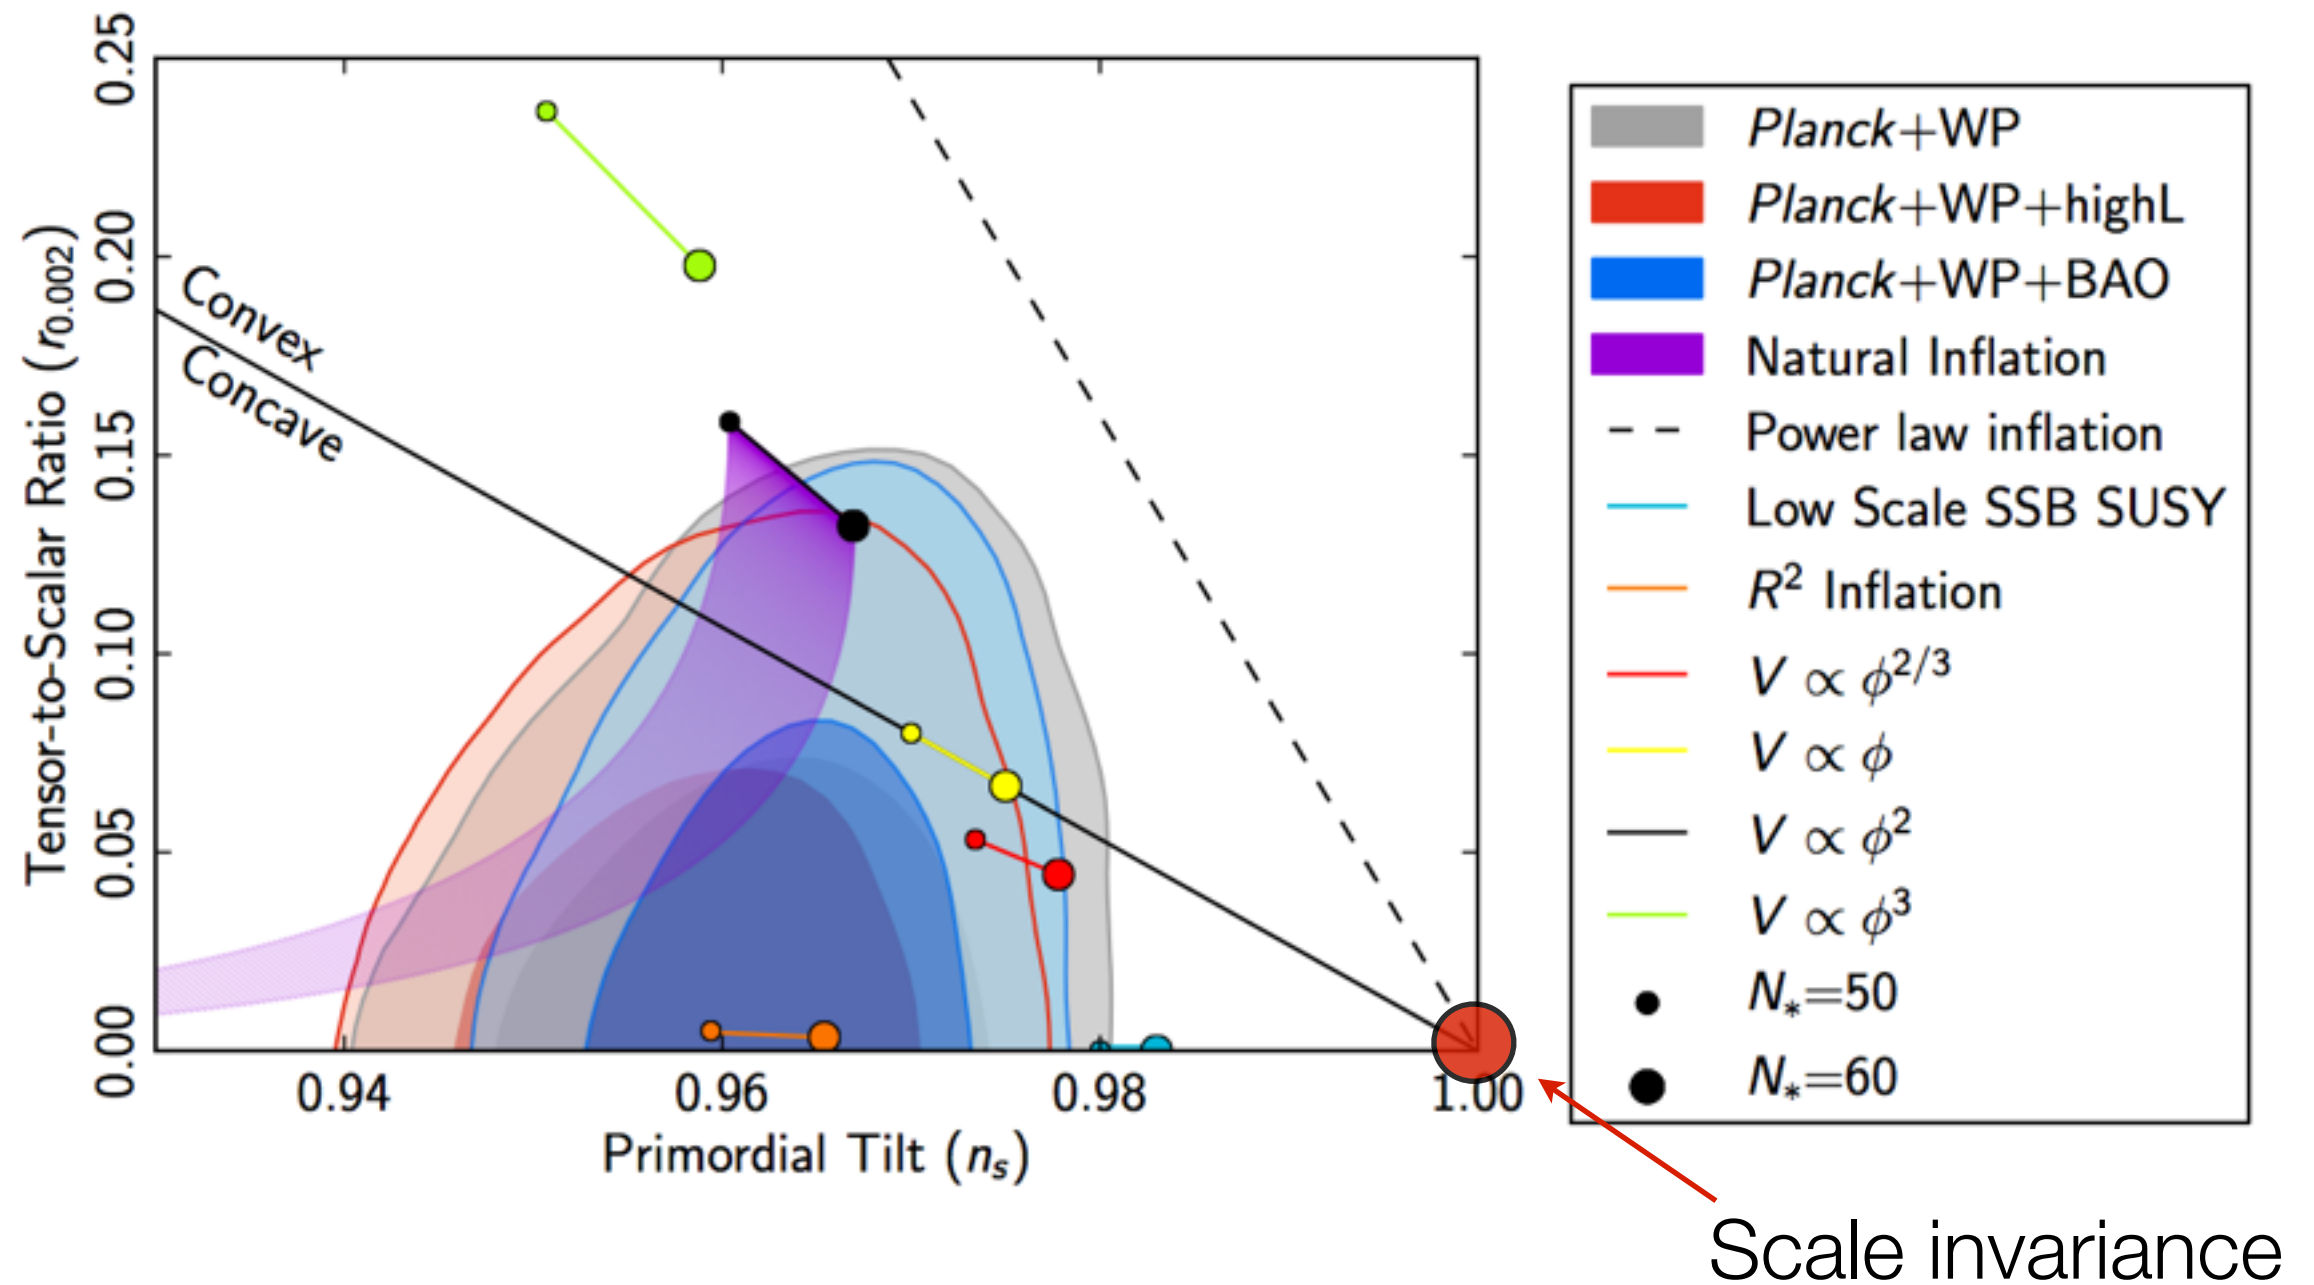 0.25
0.20
0.15
0.10
0.05
0.00
Tensor-to-Scalar Ratio (r0.002)
Convex
Concave
0.94 0.96 0.98 1.00
Primordial Tilt (ns)
Planck+WP
Planck+WP+highL
Planck+WP+BAO
Natural Inflation
Power law inflation
Low Scale SSB SUSY
R² Inflation
V ∝ ϕ^2/3
V ∝ ϕ
V ∝ ϕ²
V ∝ ϕ³
N*=50
N*=60
Scale invariance